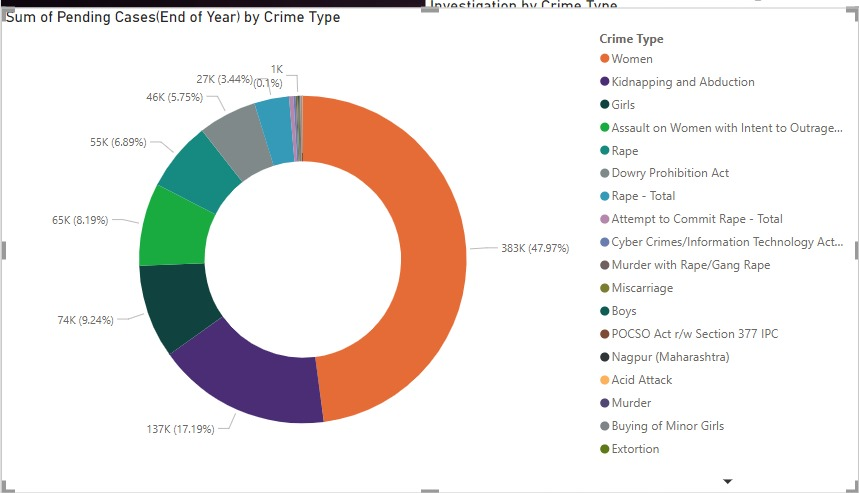 Investigation by Crime Type
Sum of Pending Cases(End of Year) by Crime Type
1K
(0.1%)
27K (3.44%)
46K (5.75%)
55K (6.89%)
65K (8.19%)
74K (9.24%)
137K (17.19%)
383K (47.97%)
Crime Type
Women
Kidnapping and Abduction
Girls
Assault on Women with Intent to Outrage...
Rape
Dowry Prohibition Act
Rape - Total
Attempt to Commit Rape - Total
Cyber Crimes/Information Technology Act...
Murder with Rape/Gang Rape
Miscarriage
Boys
POCSO Act r/w Section 377 IPC
Nagpur (Maharashtra)
Acid Attack
Murder
Buying of Minor Girls
Extortion